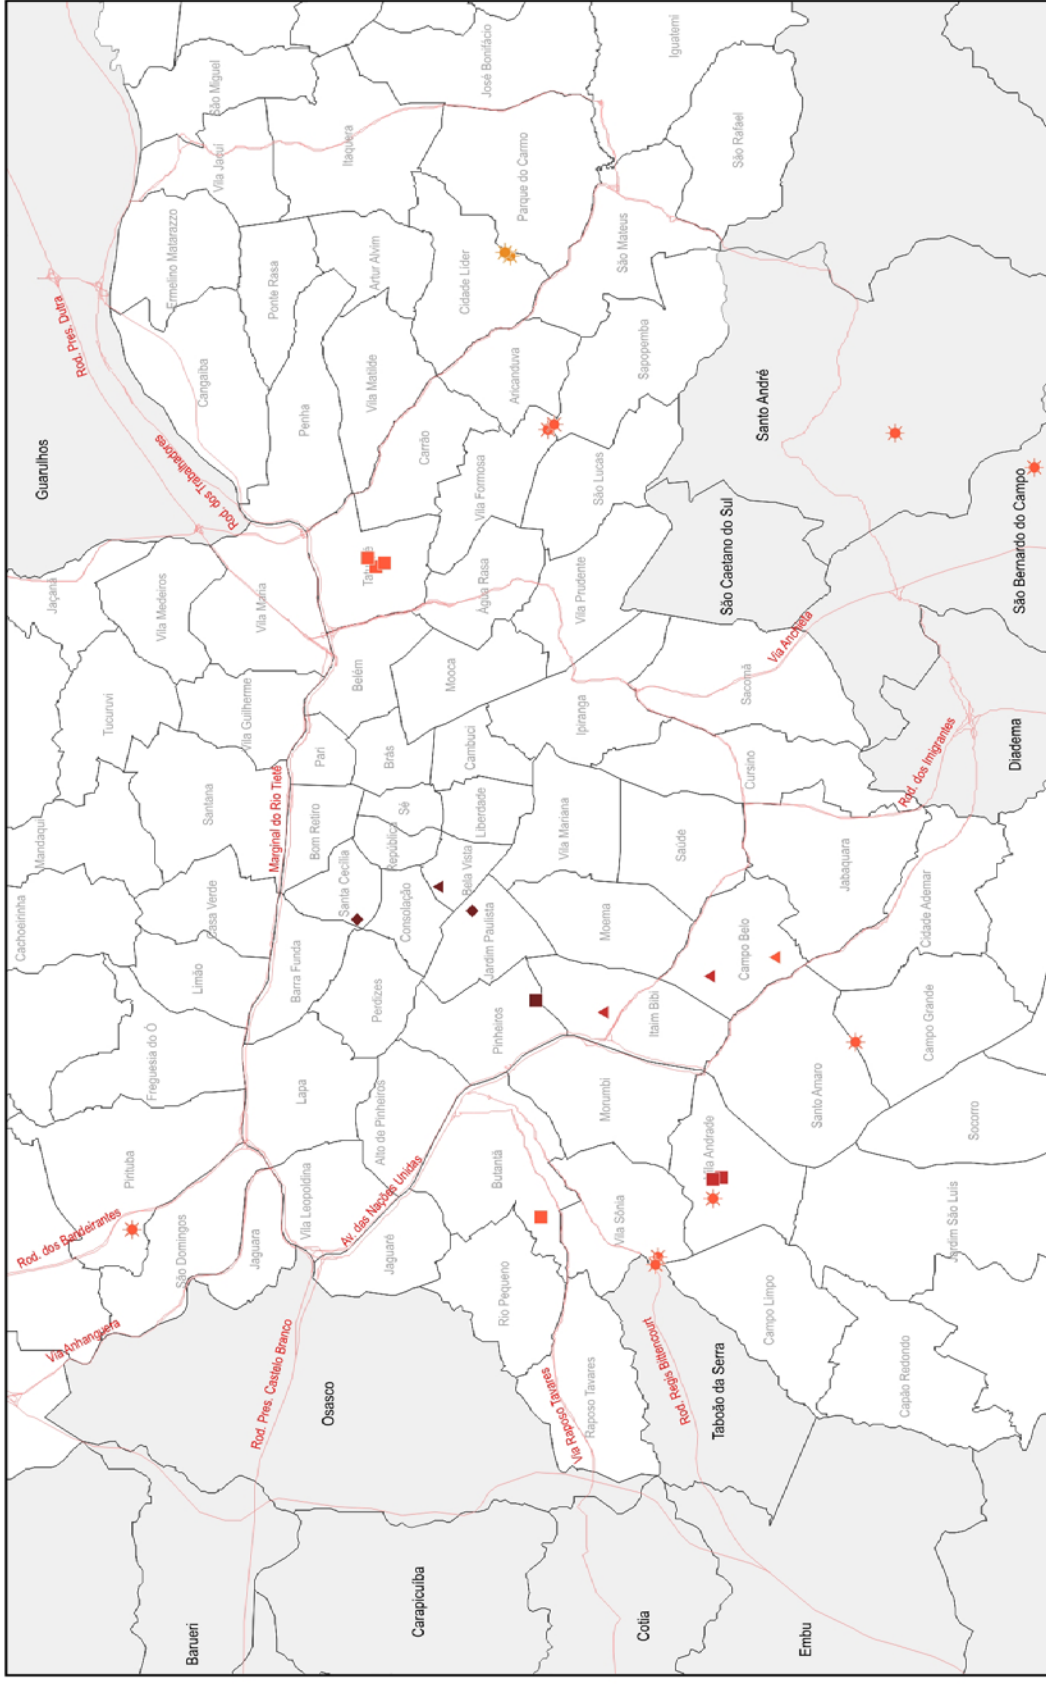 Cachoeirinha
Mandaqui
Jaçanã
Guarulhos
Tucuruvi
Vila Medeiros
Rod. Pres. Dutra
Rod. dos Bandeirantes
Pirituba
Freguesia do Ó
Limão
Casa Verde
Santana
Vila Guilherme
Vila Maria
Rod. dos Trabalhadores
Cangaiba
Ermelino Matarazzo
Vila Jacuí
São Miguel
Via Anhanguera
São Domingos
Jaguara
Marginal do Rio Tietê
Ponte Rasa
Barueri
Rod. Pres. Castelo Branco
Osasco
Vila Leopoldina
Lapa
Barra Funda
Bom Retiro
Pari
Penha
Itaquera
Santa Cecília
Belém
Vila Matilde
Artur Alvim
Av. das Nações Unidas
Jaguaré
Alto de Pinheiros
Perdizes
Consolação
República
Sé
Brás
Carrão
Carapicuíba
Mooca
Cidade Líder
José Bonifácio
Rio Pequeno
Butantã
Pinheiros
Jardim Paulista
Bela Vista
Liberdade
Cambuci
Água Rasa
Vila Formosa
Aricanduva
Parque do Carmo
Via Raposo Tavares
Raposo Tavares
Vila Sônia
Morumbi
Moema
Vila Mariana
Ipiranga
Vila Prudente
São Lucas
Sapopemba
São Mateus
Cotia
Rod. Regis Bittencourt
Itaim Bibi
Saúde
Iguatemi
Taboão da Serra
Vila Andrade
Campo Belo
Cursino
Sacomã
São Caetano do Sul
Santo André
São Rafael
Campo Limpo
Via Anchieta
Embu
Santo Amaro
Jabaquara
Capão Redondo
Jardim São Luis
Socorro
Campo Grande
Cidade Ademar
Rod. dos Imigrantes
Diadema
São Bernardo do Campo